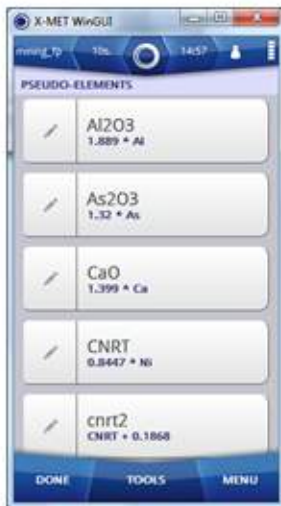 X-MET WinGUI
mining_fp 10s. 14:57
PSEUDO-ELEMENTS
Al2O3
1.889 * Al
As2O3
1.32 * As
CaO
1.399 * Ca
CNRT
0.8447 * Ni
cnrt2
CNRT + 0.1868
DONE TOOLS MENU